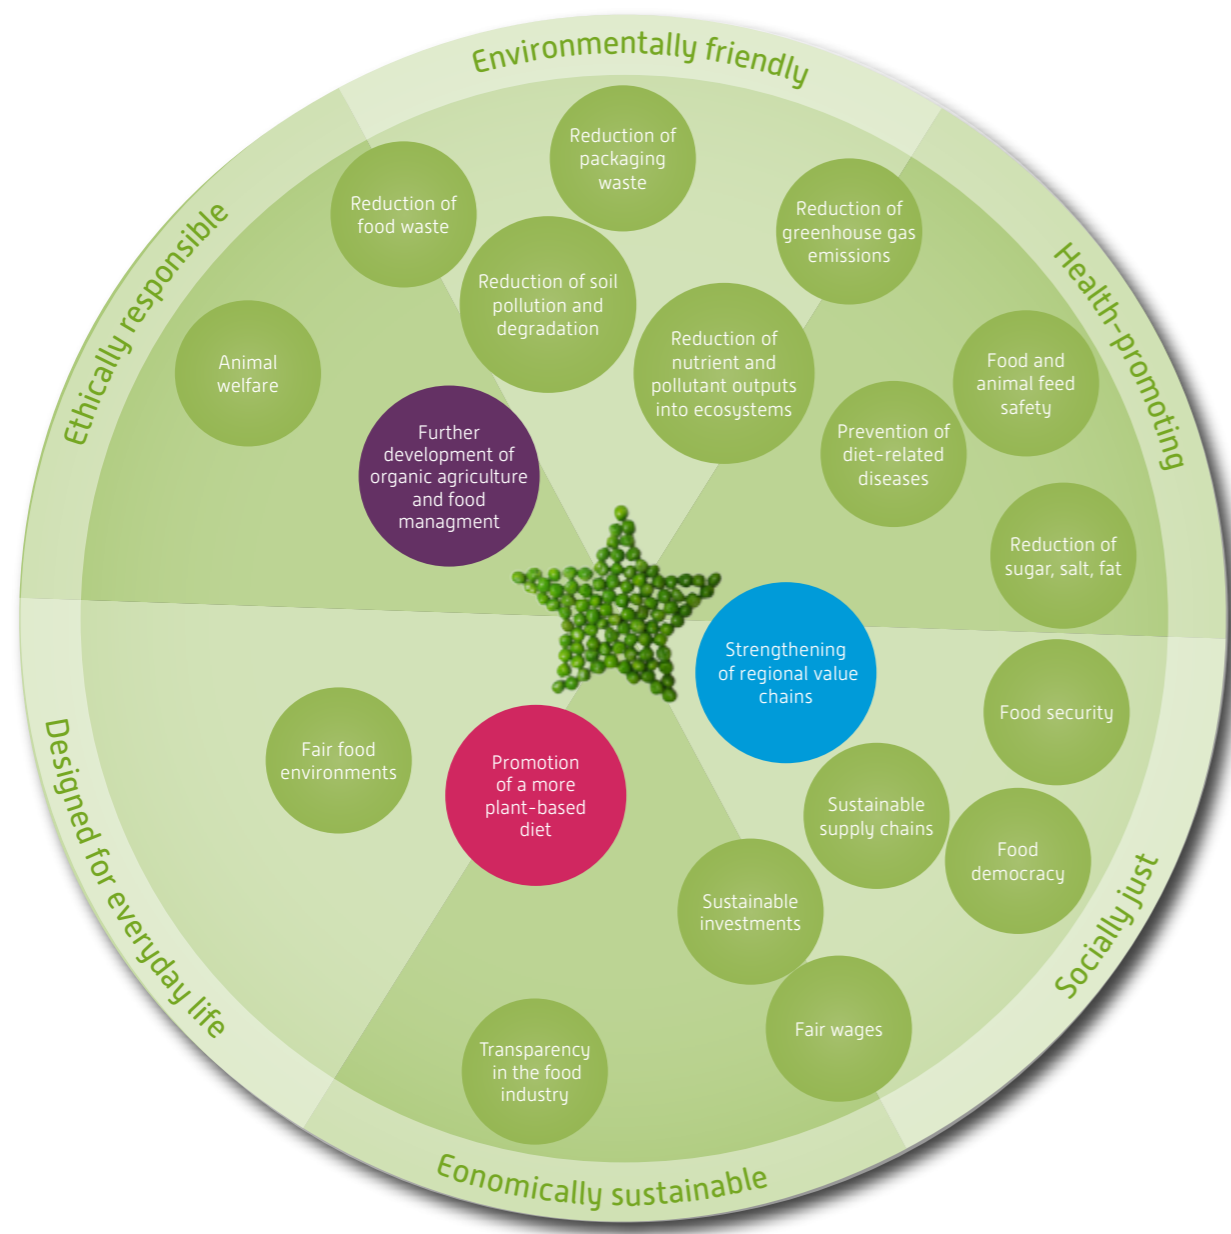 Environmentally friendly
Reduction of
packaging
waste
Reduction of
food waste
Reduction of
greenhouse gas
emissions
Reduction of soil
pollution and
degradation
Reduction of
nutrient and
pollutant outputs
into ecosystems
Ethically responsible
Animal
welfare
Further
development of
organic agriculture
and food
managment
Health-promoting
Food and
animal feed
safety
Prevention of
diet-related
diseases
Reduction of
sugar, salt, fat
Strengthening
of regional value
chains
Food security
Sustainable
supply chains
Food
democracy
Sustainable
investments
Fair wages
Socially just
Designed for everyday life
Fair food
environments
Promotion
of a more
plant-based
diet
Transparency
in the food
industry
Eonomically sustainable